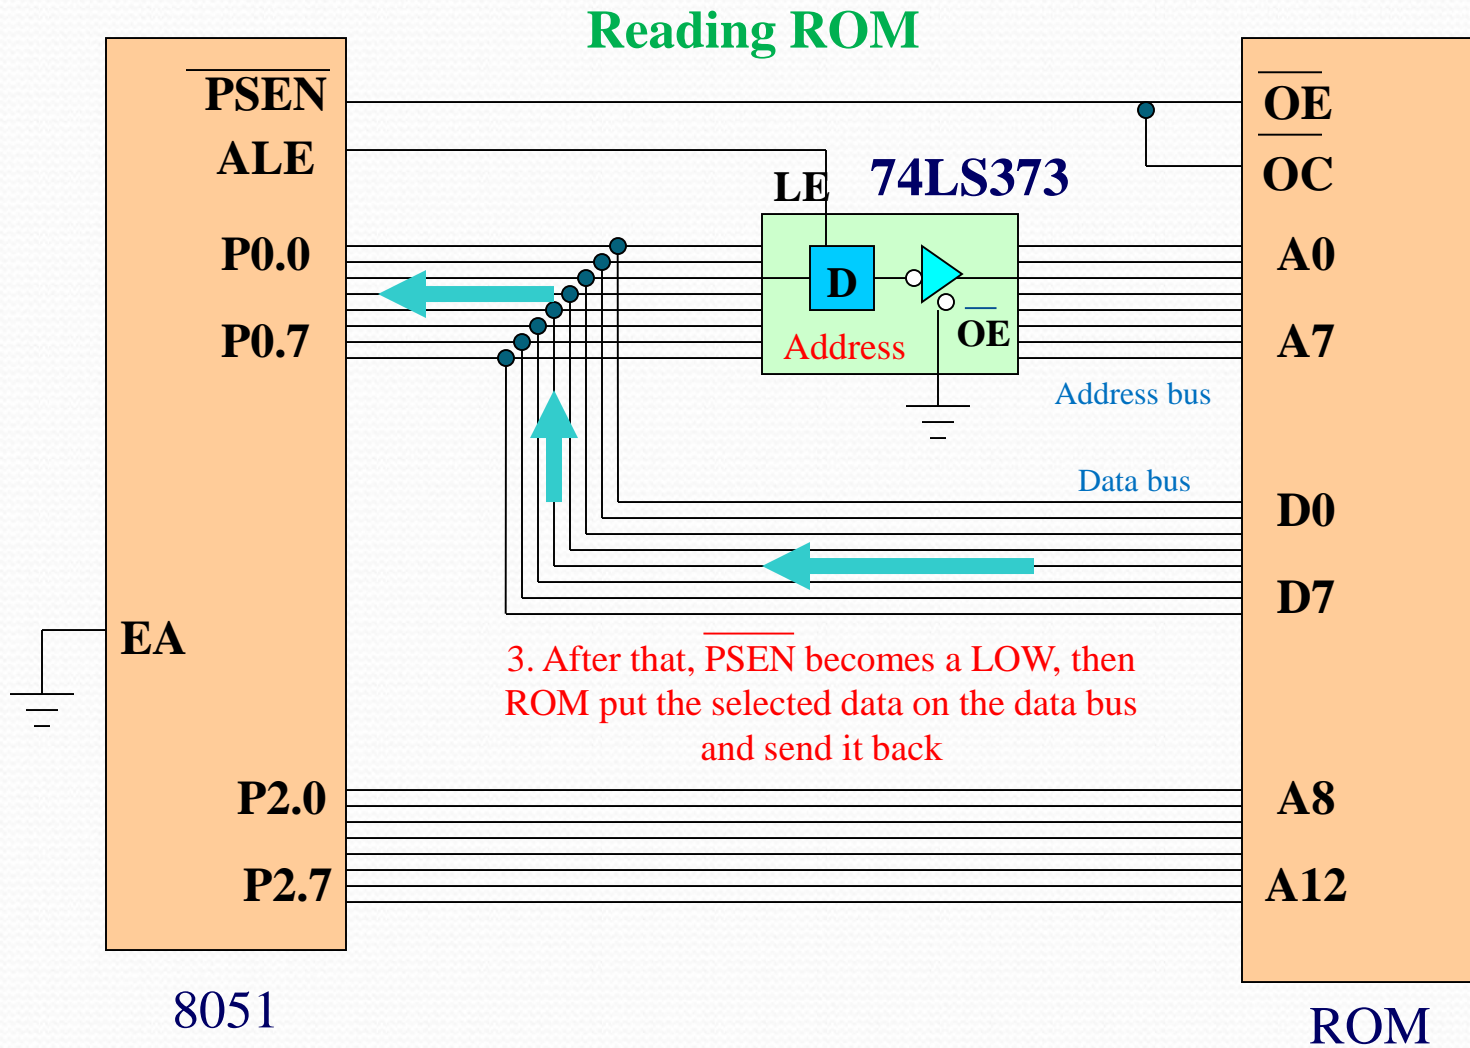 Reading ROM
PSEN
ALE
P0.0
P0.7
EA
P2.0
P2.7
8051
LE
74LS373
D
OE
Address
Address bus
Data bus
3. After that, PSEN becomes a LOW, then
ROM put the selected data on the data bus
and send it back
OE
OC
A0
A7
D0
D7
A8
A12
ROM